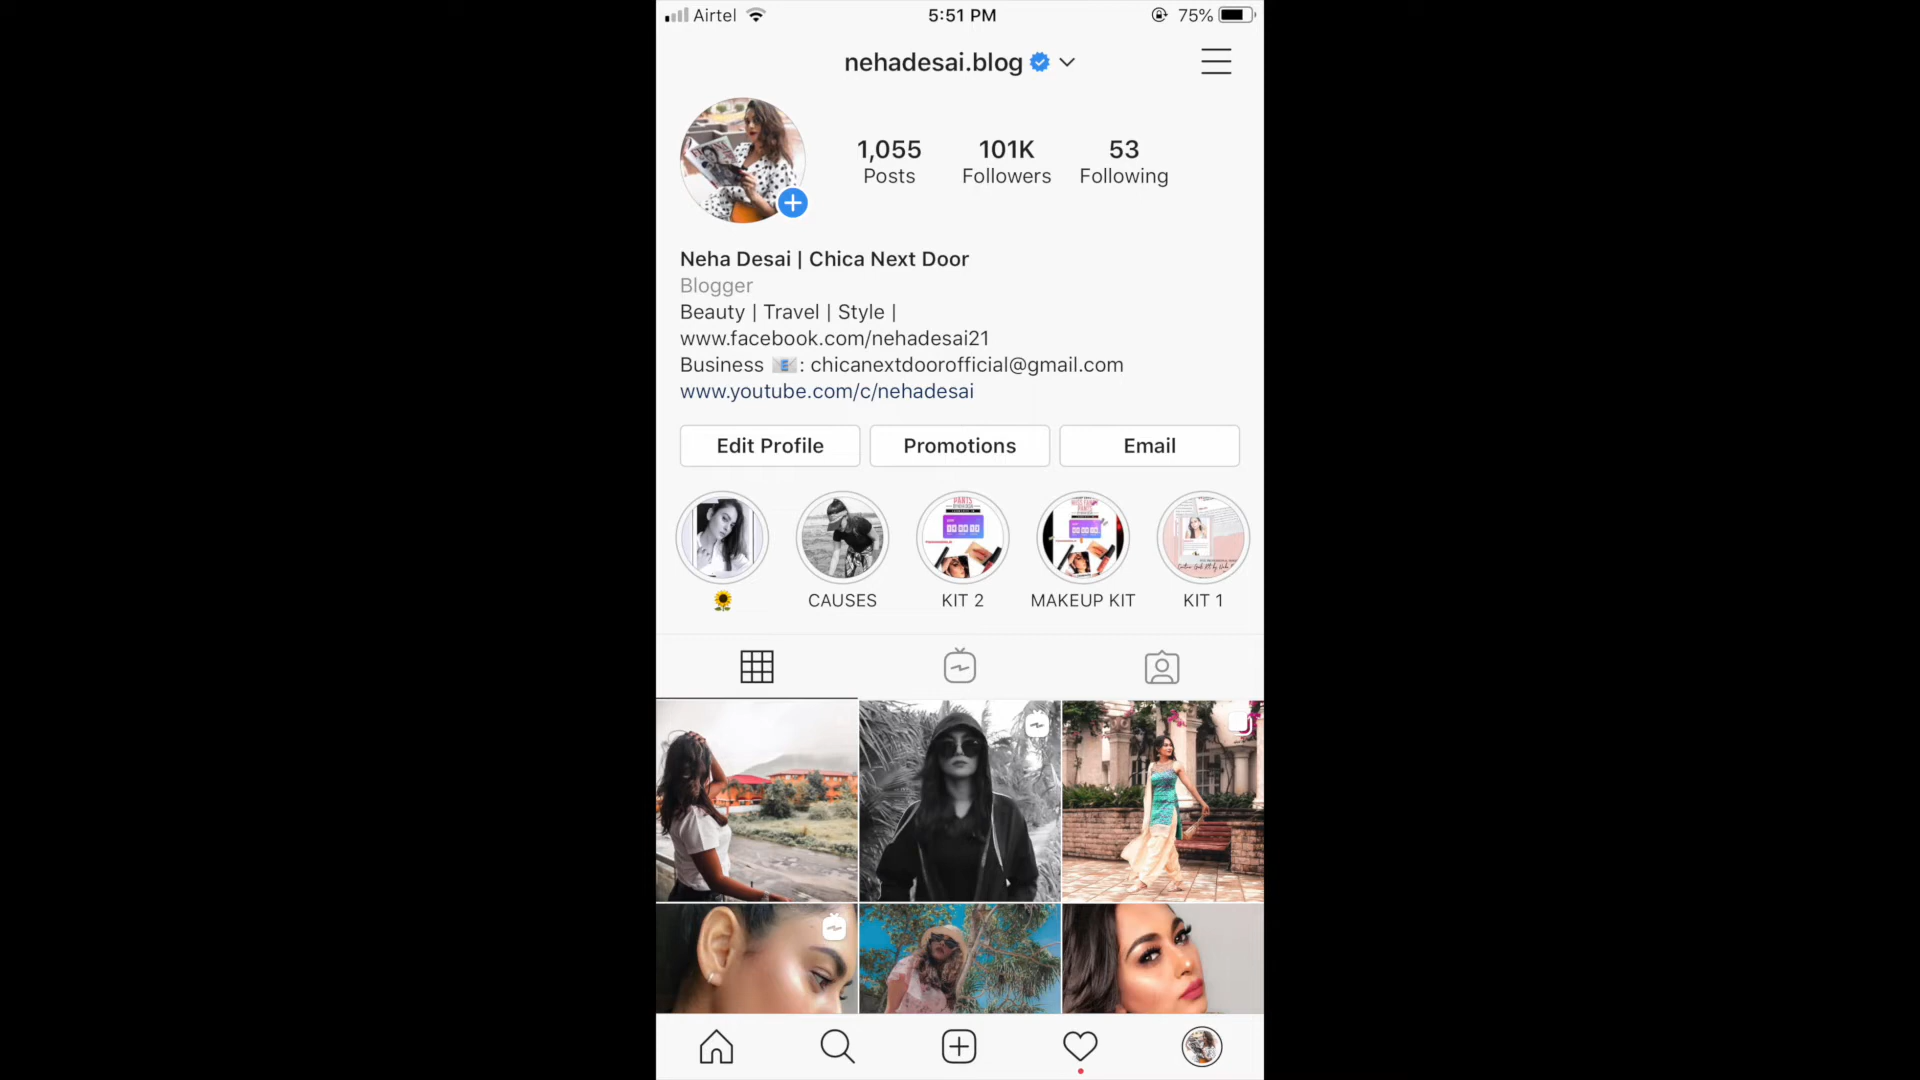 Airtel 5:51 PM 75%
nehadesai.blog
1,055 101K 53
Posts Followers Following
Neha Desai | Chica Next Door
Blogger
Beauty | Travel | Style |
www.facebook.com/nehadesai21
Business 📧: chicanextdoorofficial@gmail.com
www.youtube.com/c/nehadesai
Edit Profile Promotions Email
PANTS
🌻 CAUSES KIT 2 MAKEUP KIT KIT 1